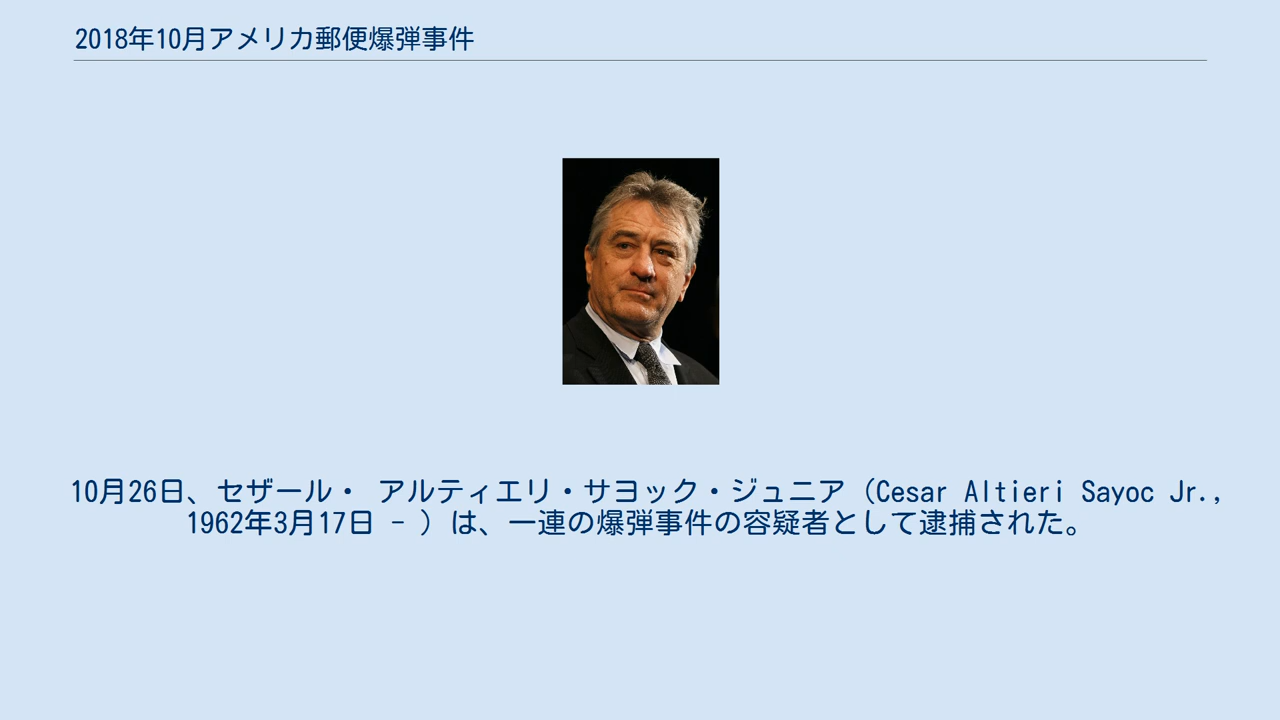 2018年10月アメリカ郵便爆弾事件
10月26日、セザール・ アルティエリ・サヨック・ジュニア（Cesar Altieri Sayoc Jr.,
1962年3月17日 - ）は、一連の爆弾事件の容疑者として逮捕された。